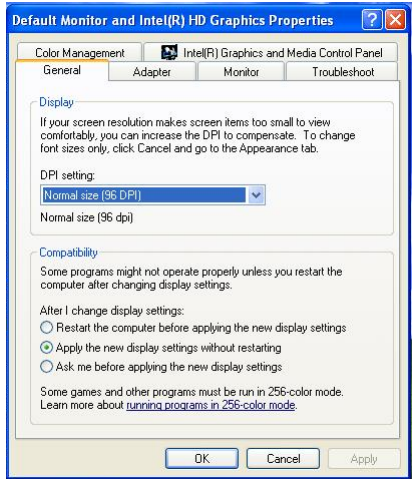 Default Monitor and Intel(R) HD Graphics Properties
Color Management
Intel(R) Graphics and Media Control Panel
General
Adapter
Monitor
Troubleshoot
Display
If your screen resolution makes screen items too small to view
comfortably, you can increase the DPI to compensate. To change
font sizes only, click Cancel and go to the Appearance tab.
DPI setting:
Normal size (96 DPI)
Normal size (96 dpi)
Compatibility
Some programs might not operate properly unless you restart the
computer after changing display settings.
After I change display settings:
Restart the computer before applying the new display settings
Apply the new display settings without restarting
Ask me before applying the new display settings
Some games and other programs must be run in 256-color mode.
Learn more about running programs in 256-color mode.
OK
Cancel
Apply